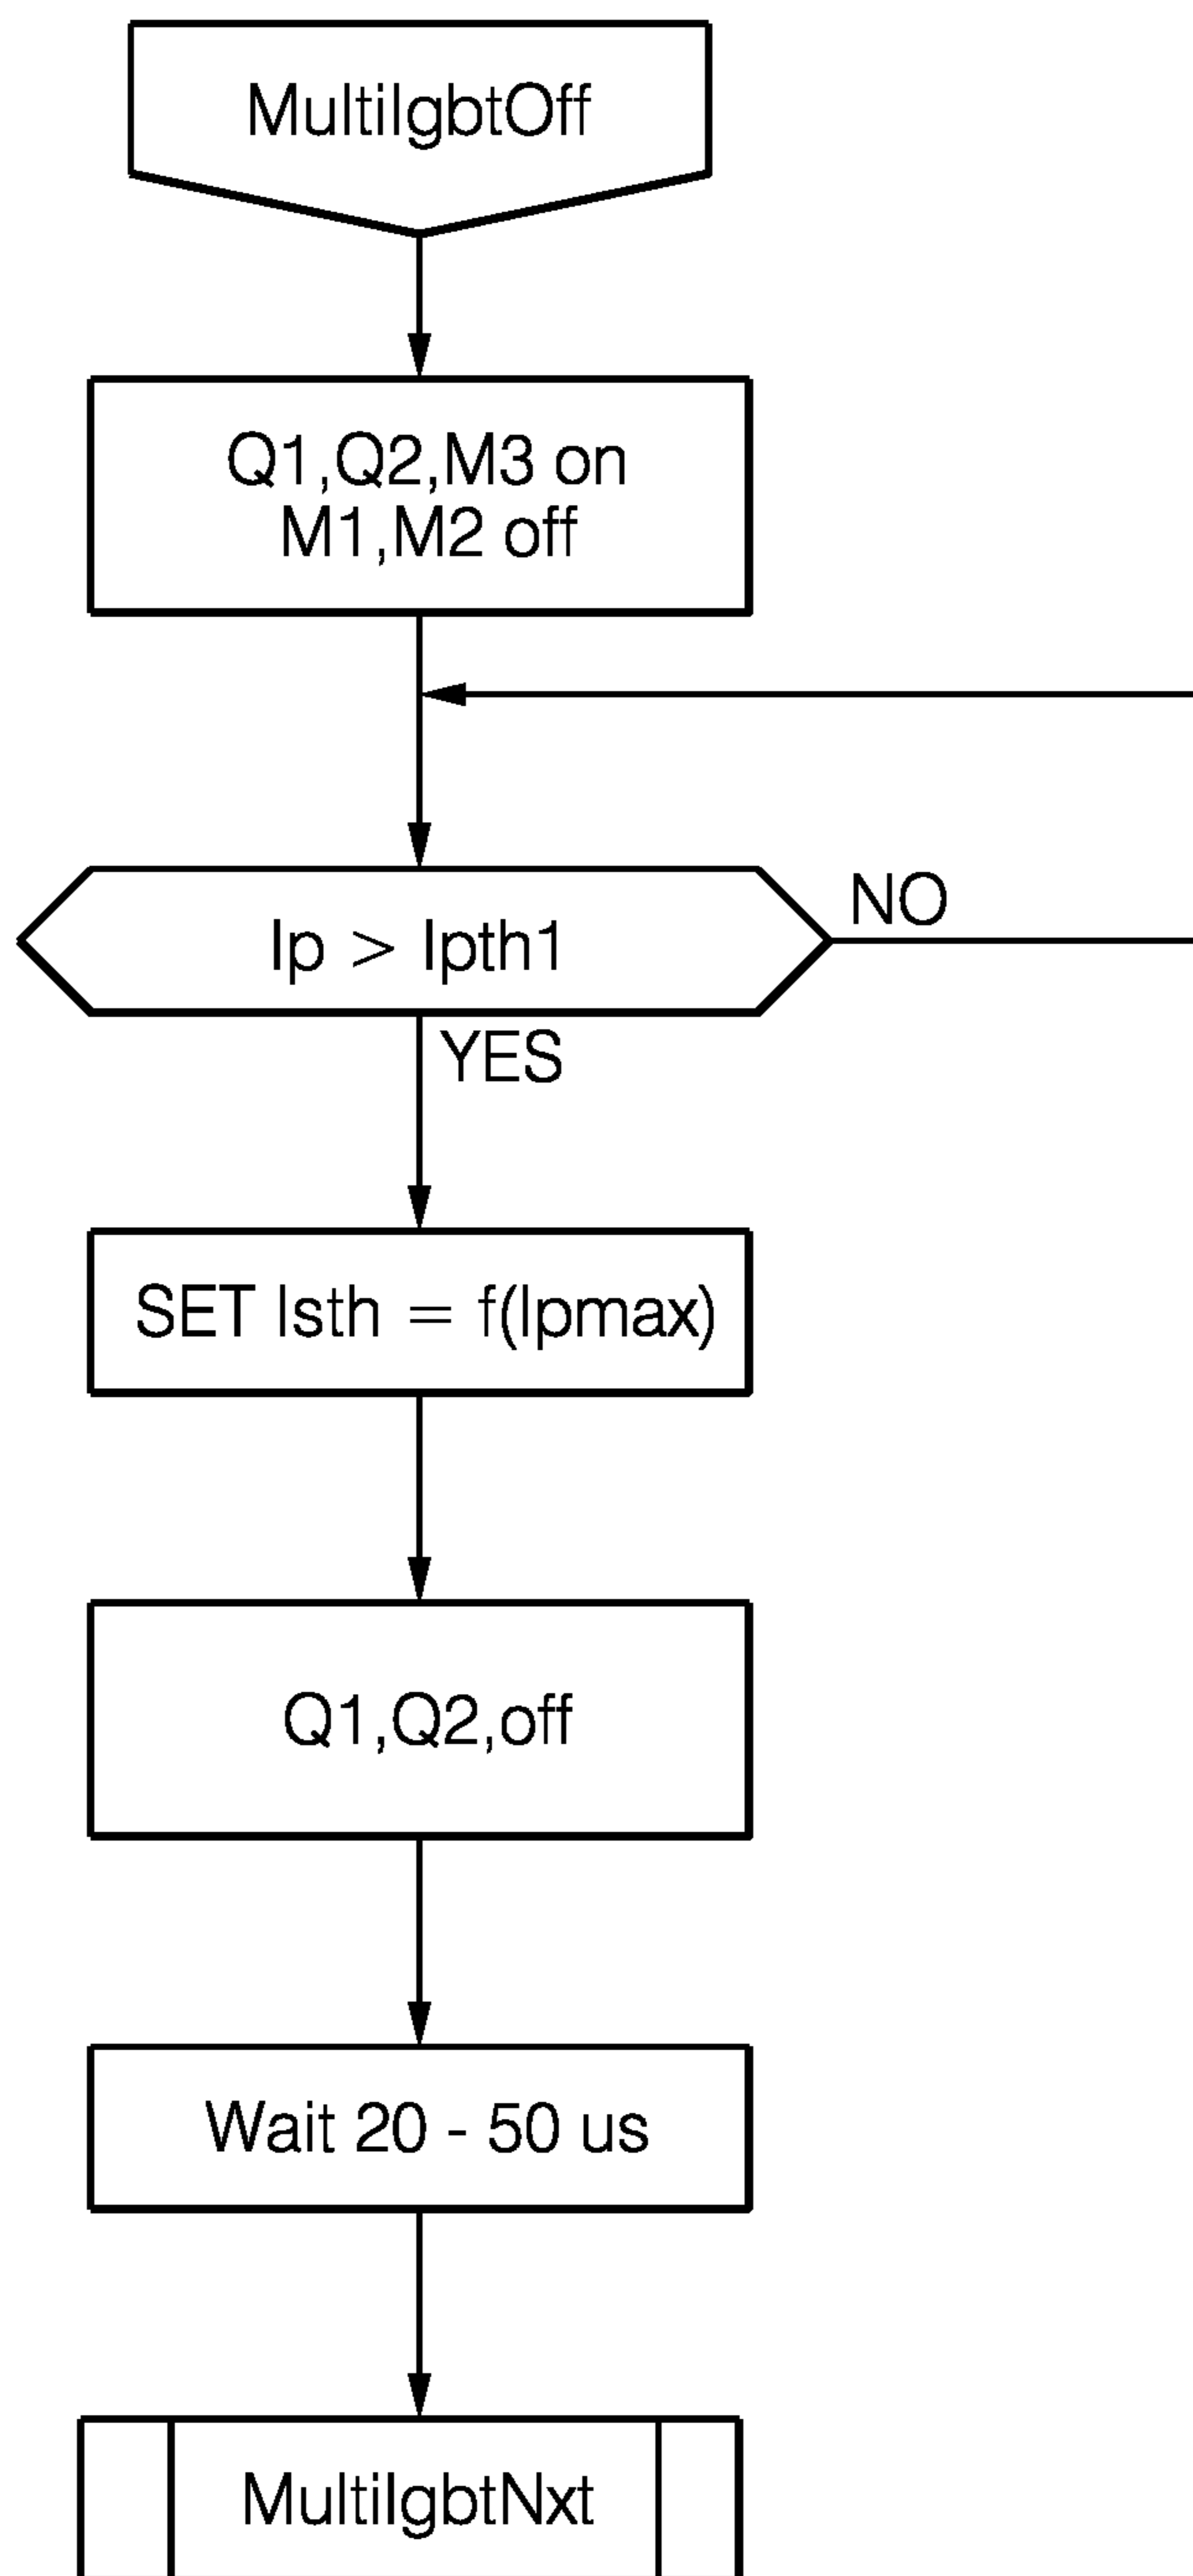 MultiIgbtOff
Q1,Q2,M3 on
M1,M2 off
Ip > Ipth1
NO
YES
SET Isth = f(Ipmax)
Q1,Q2,off
Wait 20 - 50 us
MultiIgbtNxt